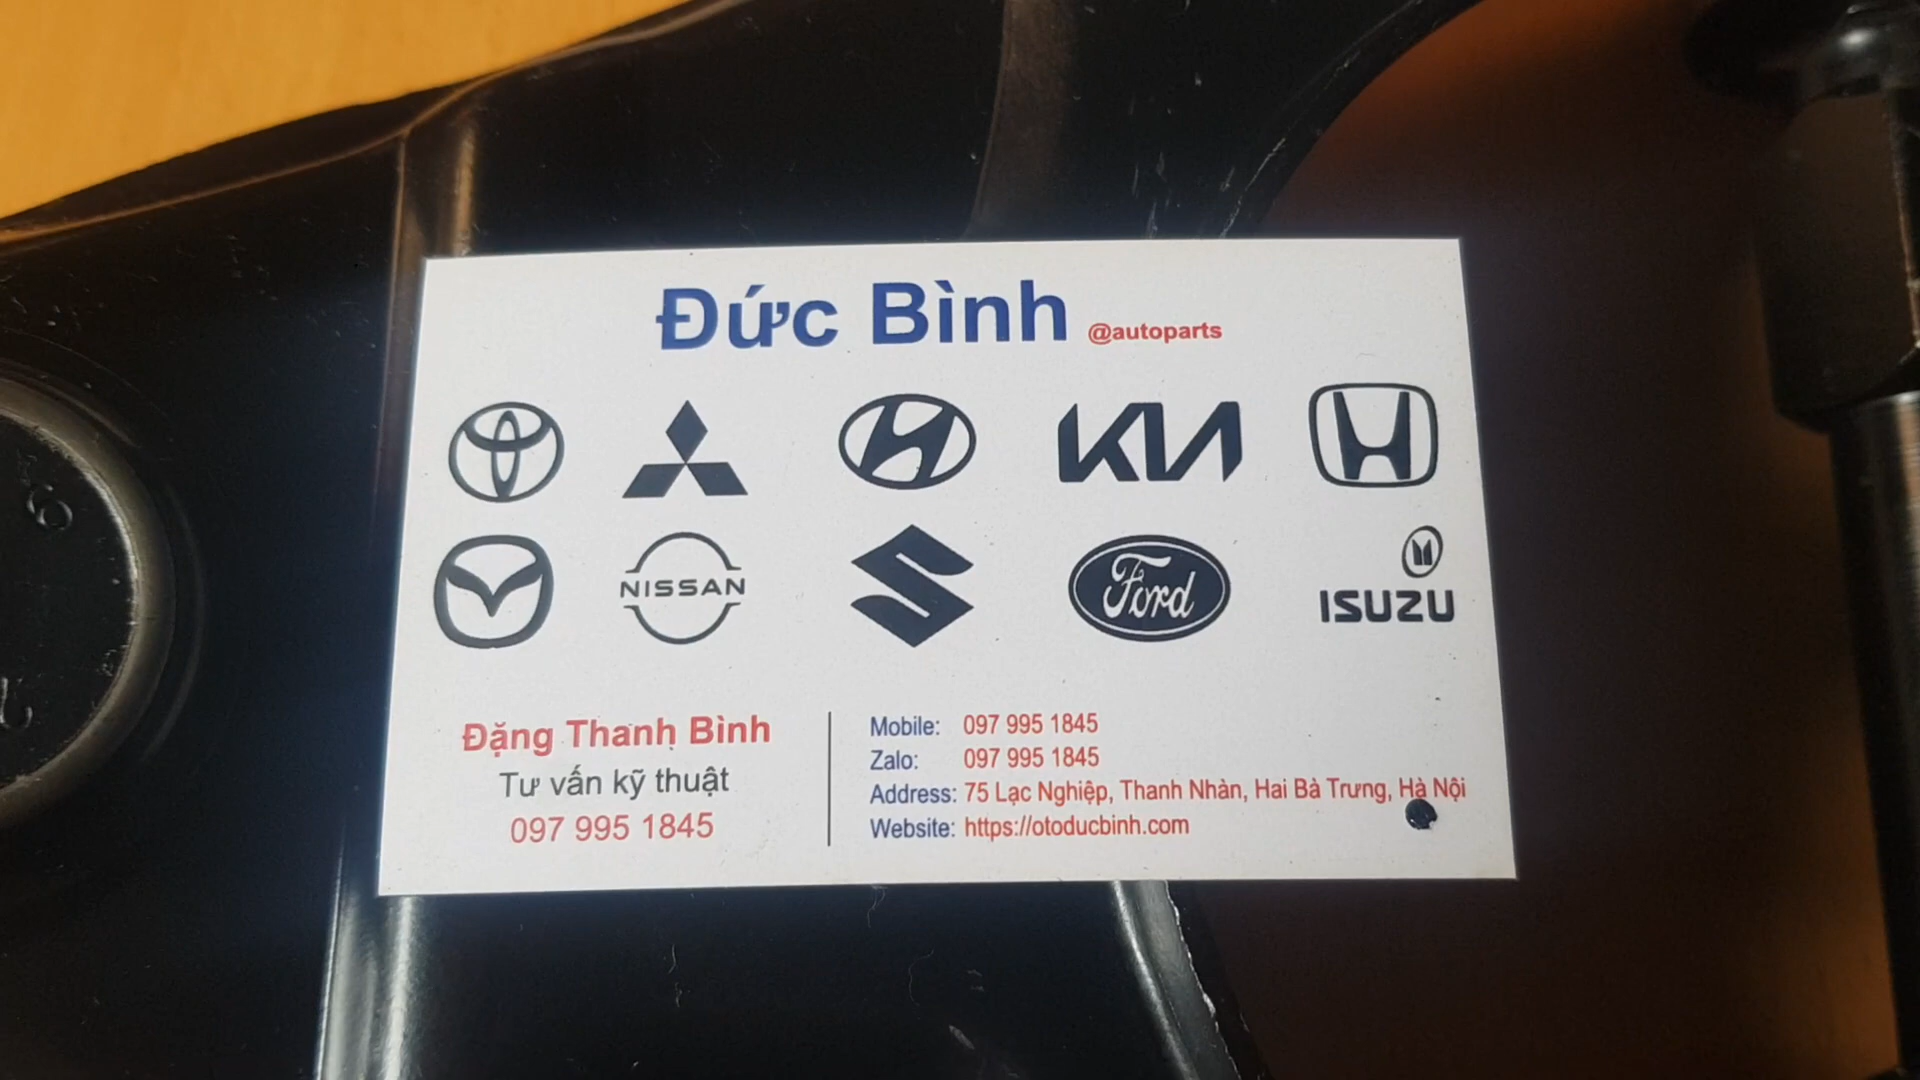 Đức Bình @autoparts
KIA
NISSAN
Ford
ISUZU
Đặng Thanh Bình
Tư vấn kỹ thuật
097 995 1845
Mobile: 097 995 1845
Zalo: 097 995 1845
Address: 75 Lạc Nghiệp, Thanh Nhàn, Hai Bà Trưng, Hà Nội
Website: https://otoducbinh.com